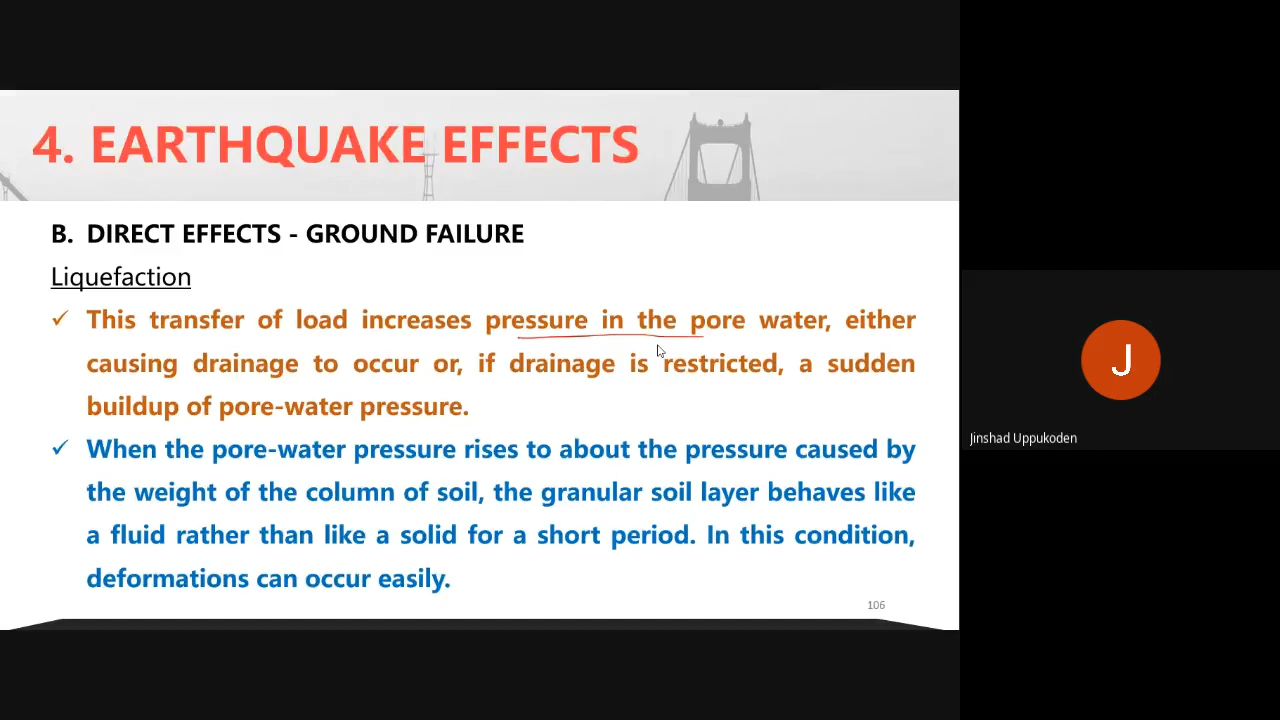 4. EARTHQUAKE EFFECTS
B. DIRECT EFFECTS - GROUND FAILURE
Liquefaction
✓ This transfer of load increases pressure in the pore water, either
causing drainage to occur or, if drainage is restricted, a sudden
buildup of pore-water pressure.
✓ When the pore-water pressure rises to about the pressure caused by
the weight of the column of soil, the granular soil layer behaves like
a fluid rather than like a solid for a short period. In this condition,
deformations can occur easily.
106
J
Jinshad Uppukoden